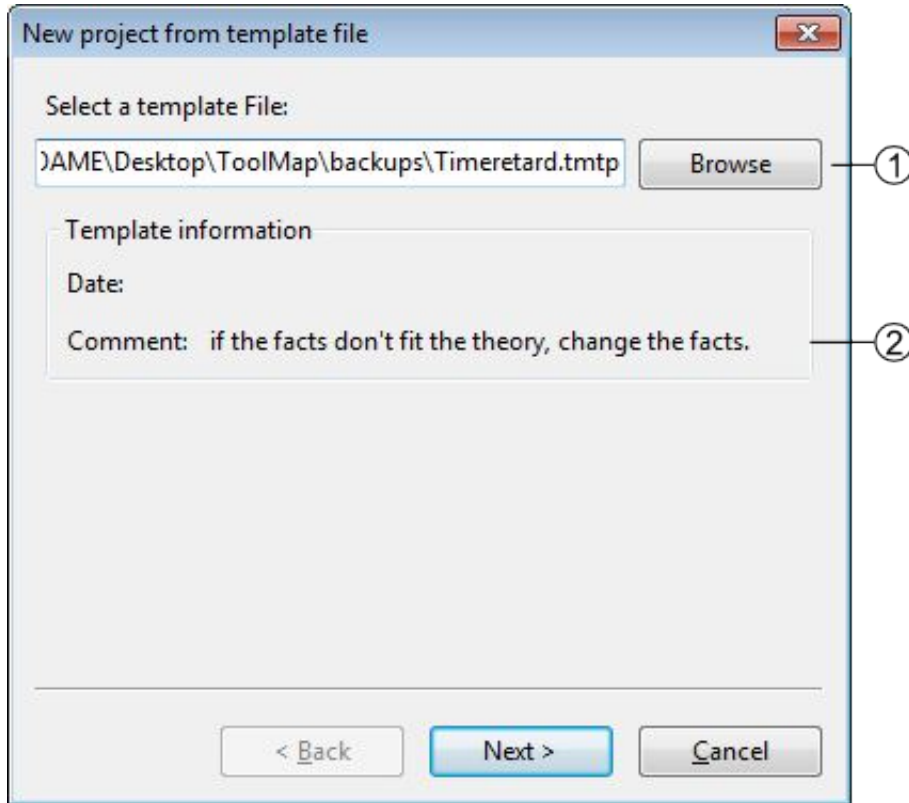 New project from template file
Select a template File:
DAME\Desktop\ToolMap\backups\Timeretard.tmtp Browse ①
Template information
Date:
Comment: if the facts don't fit the theory, change the facts. ②
< Back Next > Cancel